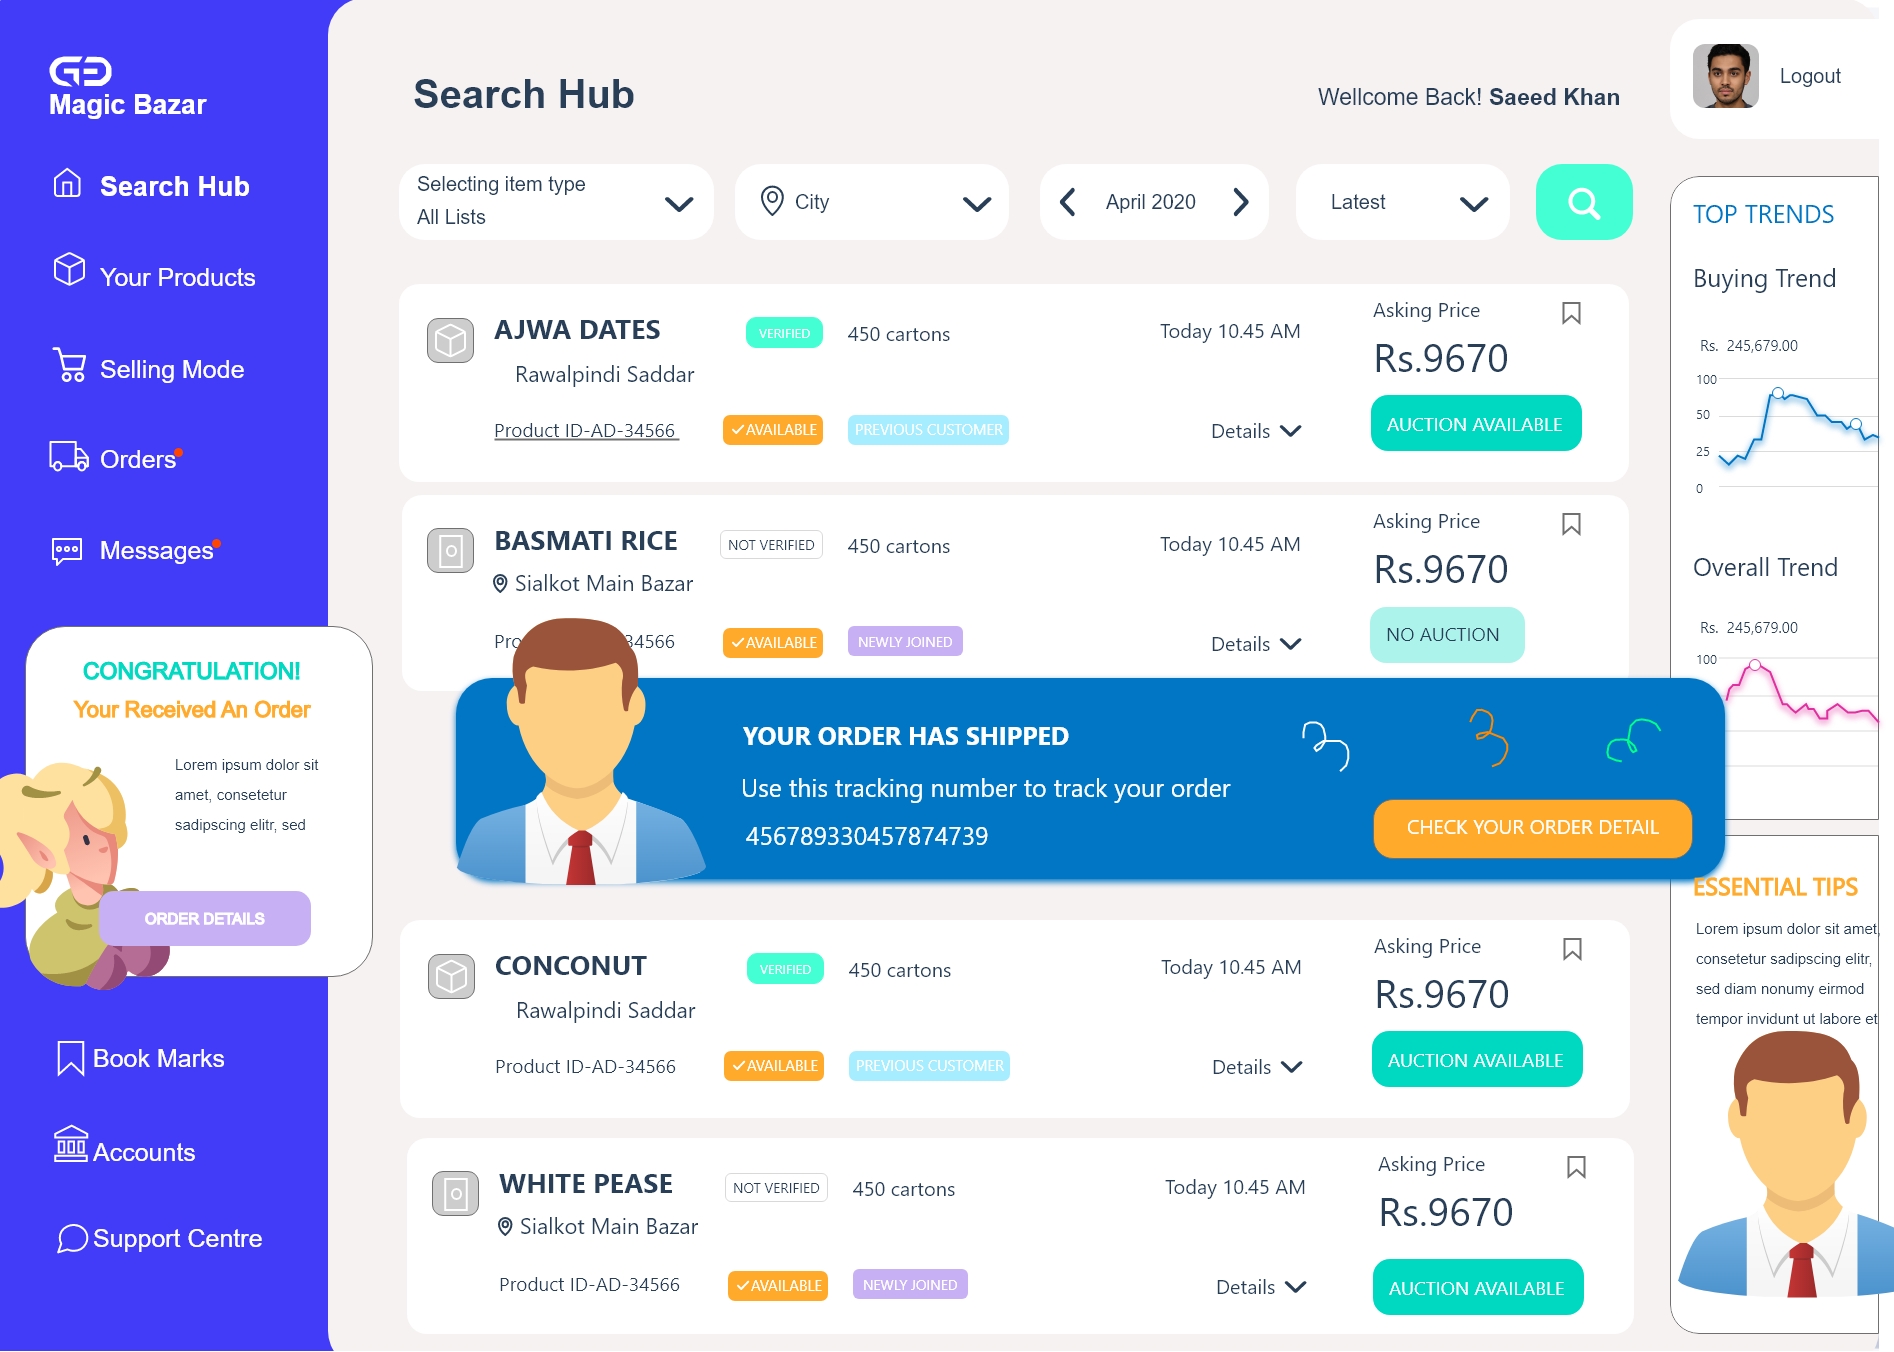 Magic Bazar
Search Hub
Your Products
Selling Mode
Orders
Messages
CONGRATULATION!
Your Received An Order
Lorem ipsum dolor sit
amet, consetetur
sadipscing elitr, sed
ORDER DETAILS
Book Marks
Accounts
Support Centre
Search Hub
Wellcome Back! Saeed Khan
Logout
Selecting item type
All Lists
City
April 2020
Latest
AJWA DATES
VERIFIED
450 cartons
Today 10.45 AM
Asking Price
Rs.9670
Rawalpindi Saddar
Product ID-AD-34566
AVAILABLE
PREVIOUS CUSTOMER
Details
AUCTION AVAILABLE
BASMATI RICE
NOT VERIFIED
450 cartons
Today 10.45 AM
Asking Price
Rs.9670
Sialkot Main Bazar
Pro 34566
AVAILABLE
NEWLY JOINED
Details
NO AUCTION
YOUR ORDER HAS SHIPPED
Use this tracking number to track your order
456789330457874739
CHECK YOUR ORDER DETAIL
CONCONUT
VERIFIED
450 cartons
Today 10.45 AM
Asking Price
Rs.9670
Rawalpindi Saddar
Product ID-AD-34566
AVAILABLE
PREVIOUS CUSTOMER
Details
AUCTION AVAILABLE
WHITE PEASE
NOT VERIFIED
450 cartons
Today 10.45 AM
Asking Price
Rs.9670
Sialkot Main Bazar
Product ID-AD-34566
AVAILABLE
NEWLY JOINED
Details
AUCTION AVAILABLE
TOP TRENDS
Buying Trend
Rs. 245,679.00
100
50
25
0
Overall Trend
Rs. 245,679.00
100
ESSENTIAL TIPS
Lorem ipsum dolor sit amet,
consetetur sadipscing elitr,
sed diam nonumy eirmod
tempor invidunt ut labore et